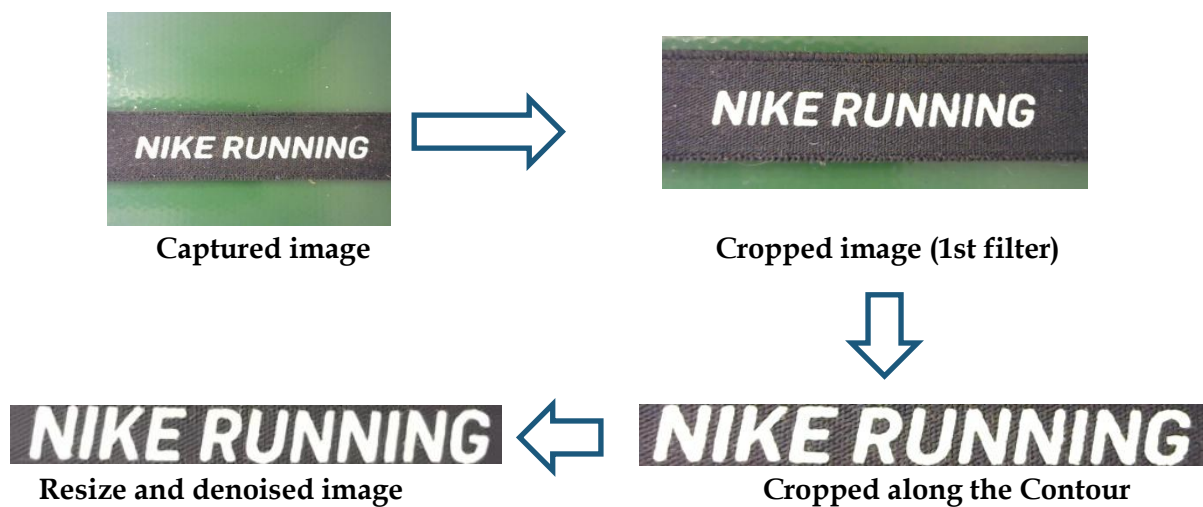 NIKE RUNNING
NIKE RUNNING
Captured image
Cropped image (1st filter)
NIKE RUNNING
NIKE RUNNING
Resize and denoised image
Cropped along the Contour